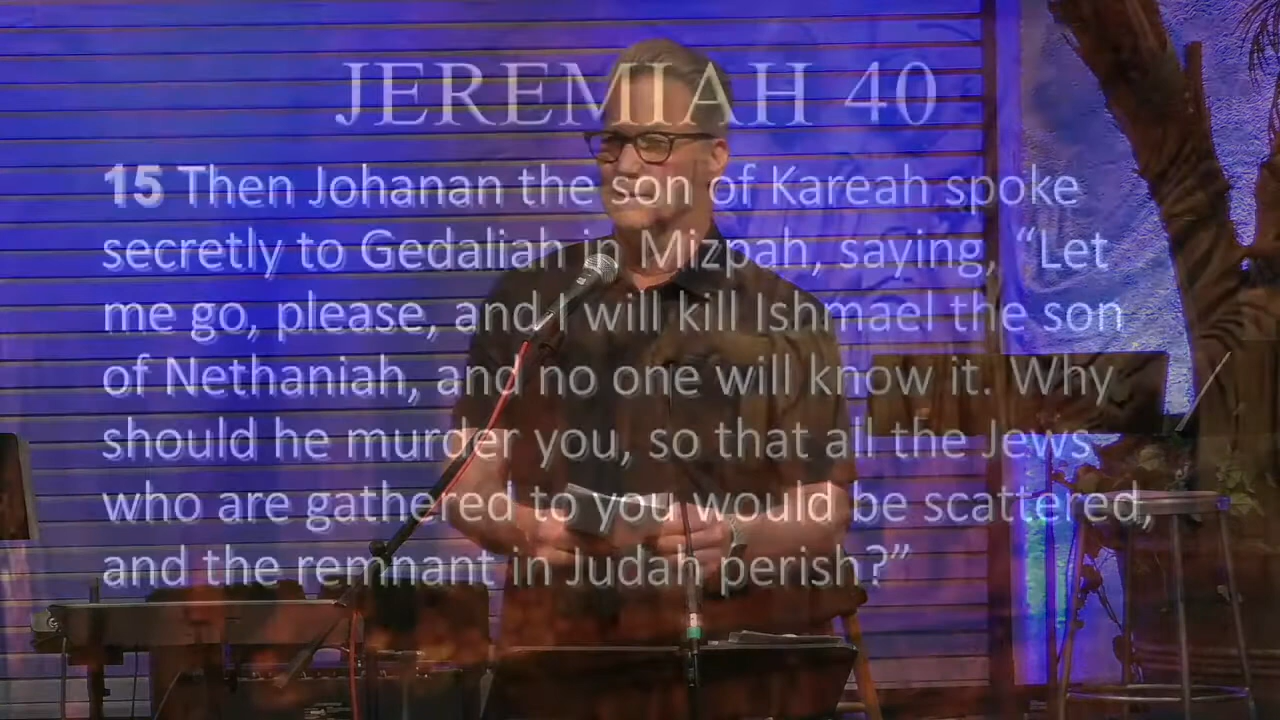 JEREMIAH 40
15 Then Johanan the son of Kareah spoke
secretly to Gedaliah in Mizpah, saying, “Let
me go, please, and I will kill Ishmael the son
of Nethaniah, and no one will know it. Why
should he murder you, so that all the Jews
who are gathered to you would be scattered,
and the remnant in Judah perish?”